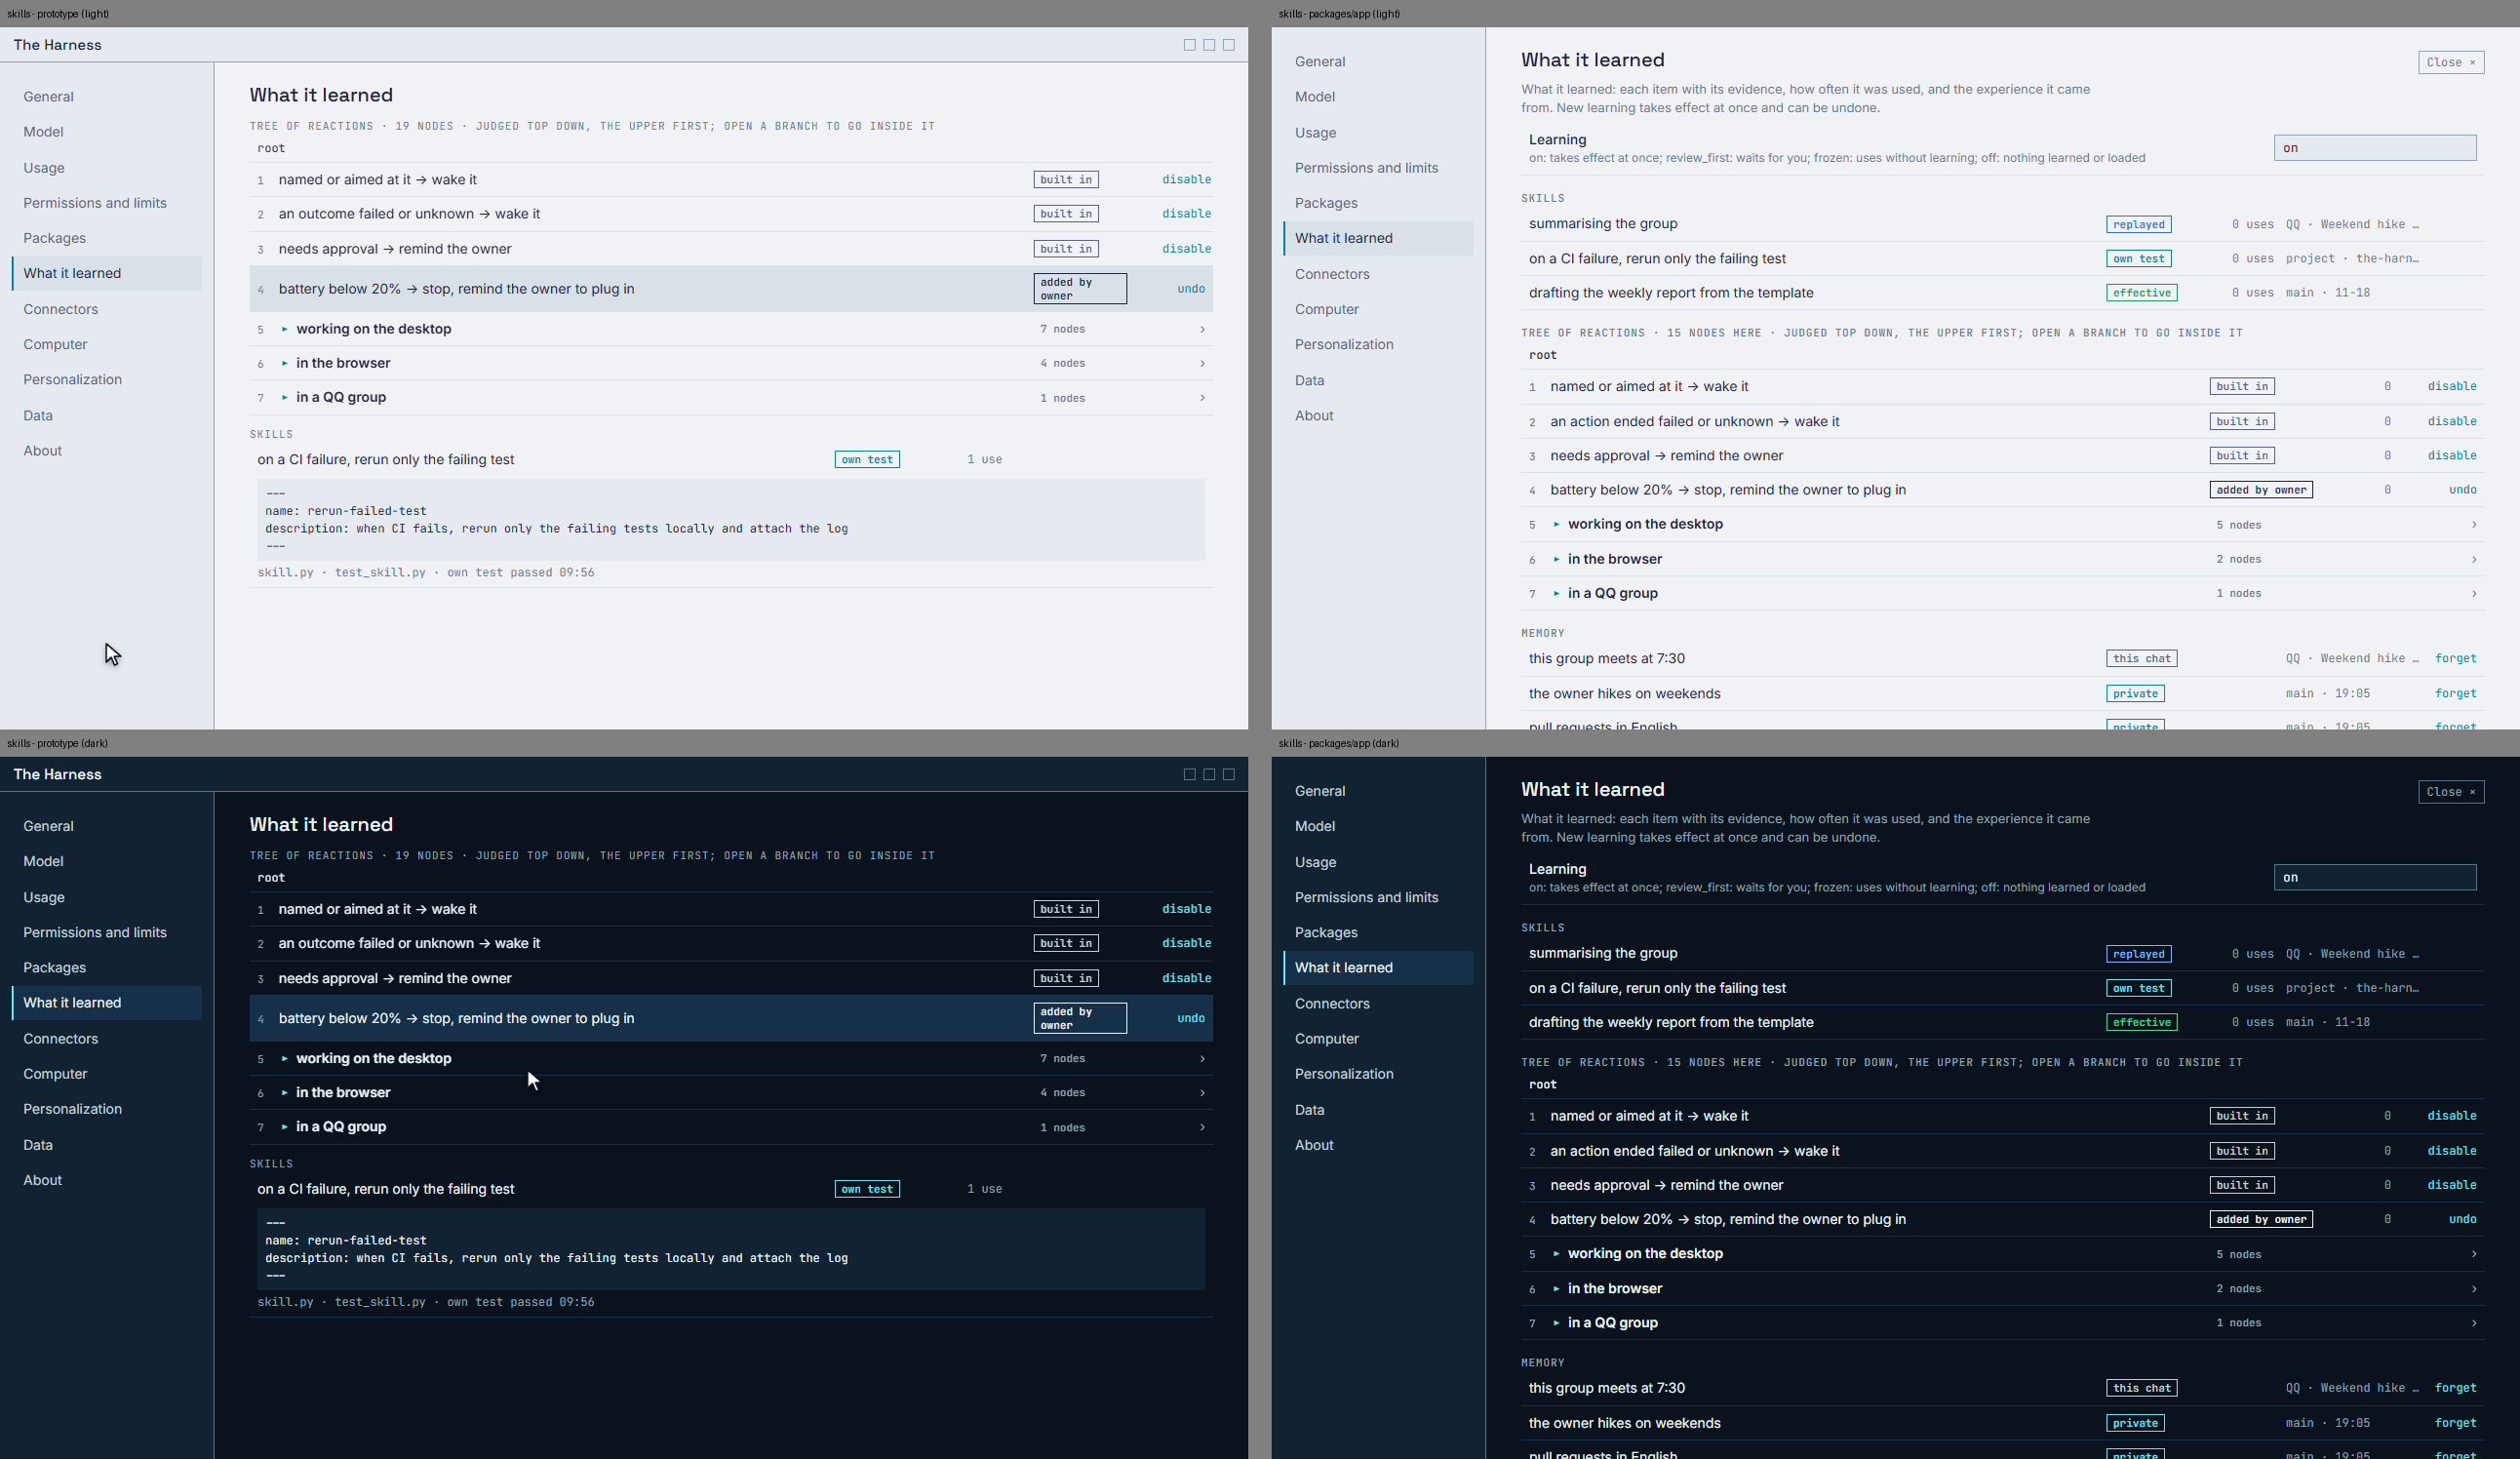 skills - prototype (light)
The Harness
General
Model
Usage
Permissions and limits
Packages
What it learned
Connectors
Computer
Personalization
Data
About
What it learned
TREE OF REACTIONS · 19 NODES · JUDGED TOP DOWN, THE UPPER FIRST; OPEN A BRANCH TO GO INSIDE IT
root
1 named or aimed at it → wake it built in disable
2 an outcome failed or unknown → wake it built in disable
3 needs approval → remind the owner built in disable
4 battery below 20% → stop, remind the owner to plug in added by owner undo
5 ▸ working on the desktop 7 nodes ›
6 ▸ in the browser 4 nodes ›
7 ▸ in a QQ group 1 nodes ›
SKILLS
on a CI failure, rerun only the failing test own test 1 use
---
name: rerun-failed-test
description: when CI fails, rerun only the failing tests locally and attach the log
---
skill.py · test_skill.py · own test passed 09:56
skills - packages/app (light)
General
Model
Usage
Permissions and limits
Packages
What it learned
Connectors
Computer
Personalization
Data
About
What it learned
Close ×
What it learned: each item with its evidence, how often it was used, and the experience it came
from. New learning takes effect at once and can be undone.
Learning
on: takes effect at once; review_first: waits for you; frozen: uses without learning; off: nothing learned or loaded
on
SKILLS
summarising the group replayed 0 uses QQ · Weekend hike …
on a CI failure, rerun only the failing test own test 0 uses project · the-harn…
drafting the weekly report from the template effective 0 uses main · 11-18
TREE OF REACTIONS · 15 NODES HERE · JUDGED TOP DOWN, THE UPPER FIRST; OPEN A BRANCH TO GO INSIDE IT
root
1 named or aimed at it → wake it built in 0 disable
2 an action ended failed or unknown → wake it built in 0 disable
3 needs approval → remind the owner built in 0 disable
4 battery below 20% → stop, remind the owner to plug in added by owner 0 undo
5 ▸ working on the desktop 5 nodes ›
6 ▸ in the browser 2 nodes ›
7 ▸ in a QQ group 1 nodes ›
MEMORY
this group meets at 7:30 this chat QQ · Weekend hike … forget
the owner hikes on weekends private main · 19:05 forget
pull requests in English private main · 19:05 forget
skills - prototype (dark)
The Harness
General
Model
Usage
Permissions and limits
Packages
What it learned
Connectors
Computer
Personalization
Data
About
What it learned
TREE OF REACTIONS · 19 NODES · JUDGED TOP DOWN, THE UPPER FIRST; OPEN A BRANCH TO GO INSIDE IT
root
1 named or aimed at it → wake it built in disable
2 an outcome failed or unknown → wake it built in disable
3 needs approval → remind the owner built in disable
4 battery below 20% → stop, remind the owner to plug in added by owner undo
5 ▸ working on the desktop 7 nodes ›
6 ▸ in the browser 4 nodes ›
7 ▸ in a QQ group 1 nodes ›
SKILLS
on a CI failure, rerun only the failing test own test 1 use
---
name: rerun-failed-test
description: when CI fails, rerun only the failing tests locally and attach the log
---
skill.py · test_skill.py · own test passed 09:56
skills - packages/app (dark)
General
Model
Usage
Permissions and limits
Packages
What it learned
Connectors
Computer
Personalization
Data
About
What it learned
Close ×
What it learned: each item with its evidence, how often it was used, and the experience it came
from. New learning takes effect at once and can be undone.
Learning
on: takes effect at once; review_first: waits for you; frozen: uses without learning; off: nothing learned or loaded
on
SKILLS
summarising the group replayed 0 uses QQ · Weekend hike …
on a CI failure, rerun only the failing test own test 0 uses project · the-harn…
drafting the weekly report from the template effective 0 uses main · 11-18
TREE OF REACTIONS · 15 NODES HERE · JUDGED TOP DOWN, THE UPPER FIRST; OPEN A BRANCH TO GO INSIDE IT
root
1 named or aimed at it → wake it built in 0 disable
2 an action ended failed or unknown → wake it built in 0 disable
3 needs approval → remind the owner built in 0 disable
4 battery below 20% → stop, remind the owner to plug in added by owner 0 undo
5 ▸ working on the desktop 5 nodes ›
6 ▸ in the browser 2 nodes ›
7 ▸ in a QQ group 1 nodes ›
MEMORY
this group meets at 7:30 this chat QQ · Weekend hike … forget
the owner hikes on weekends private main · 19:05 forget
pull requests in English private main · 19:05 forget